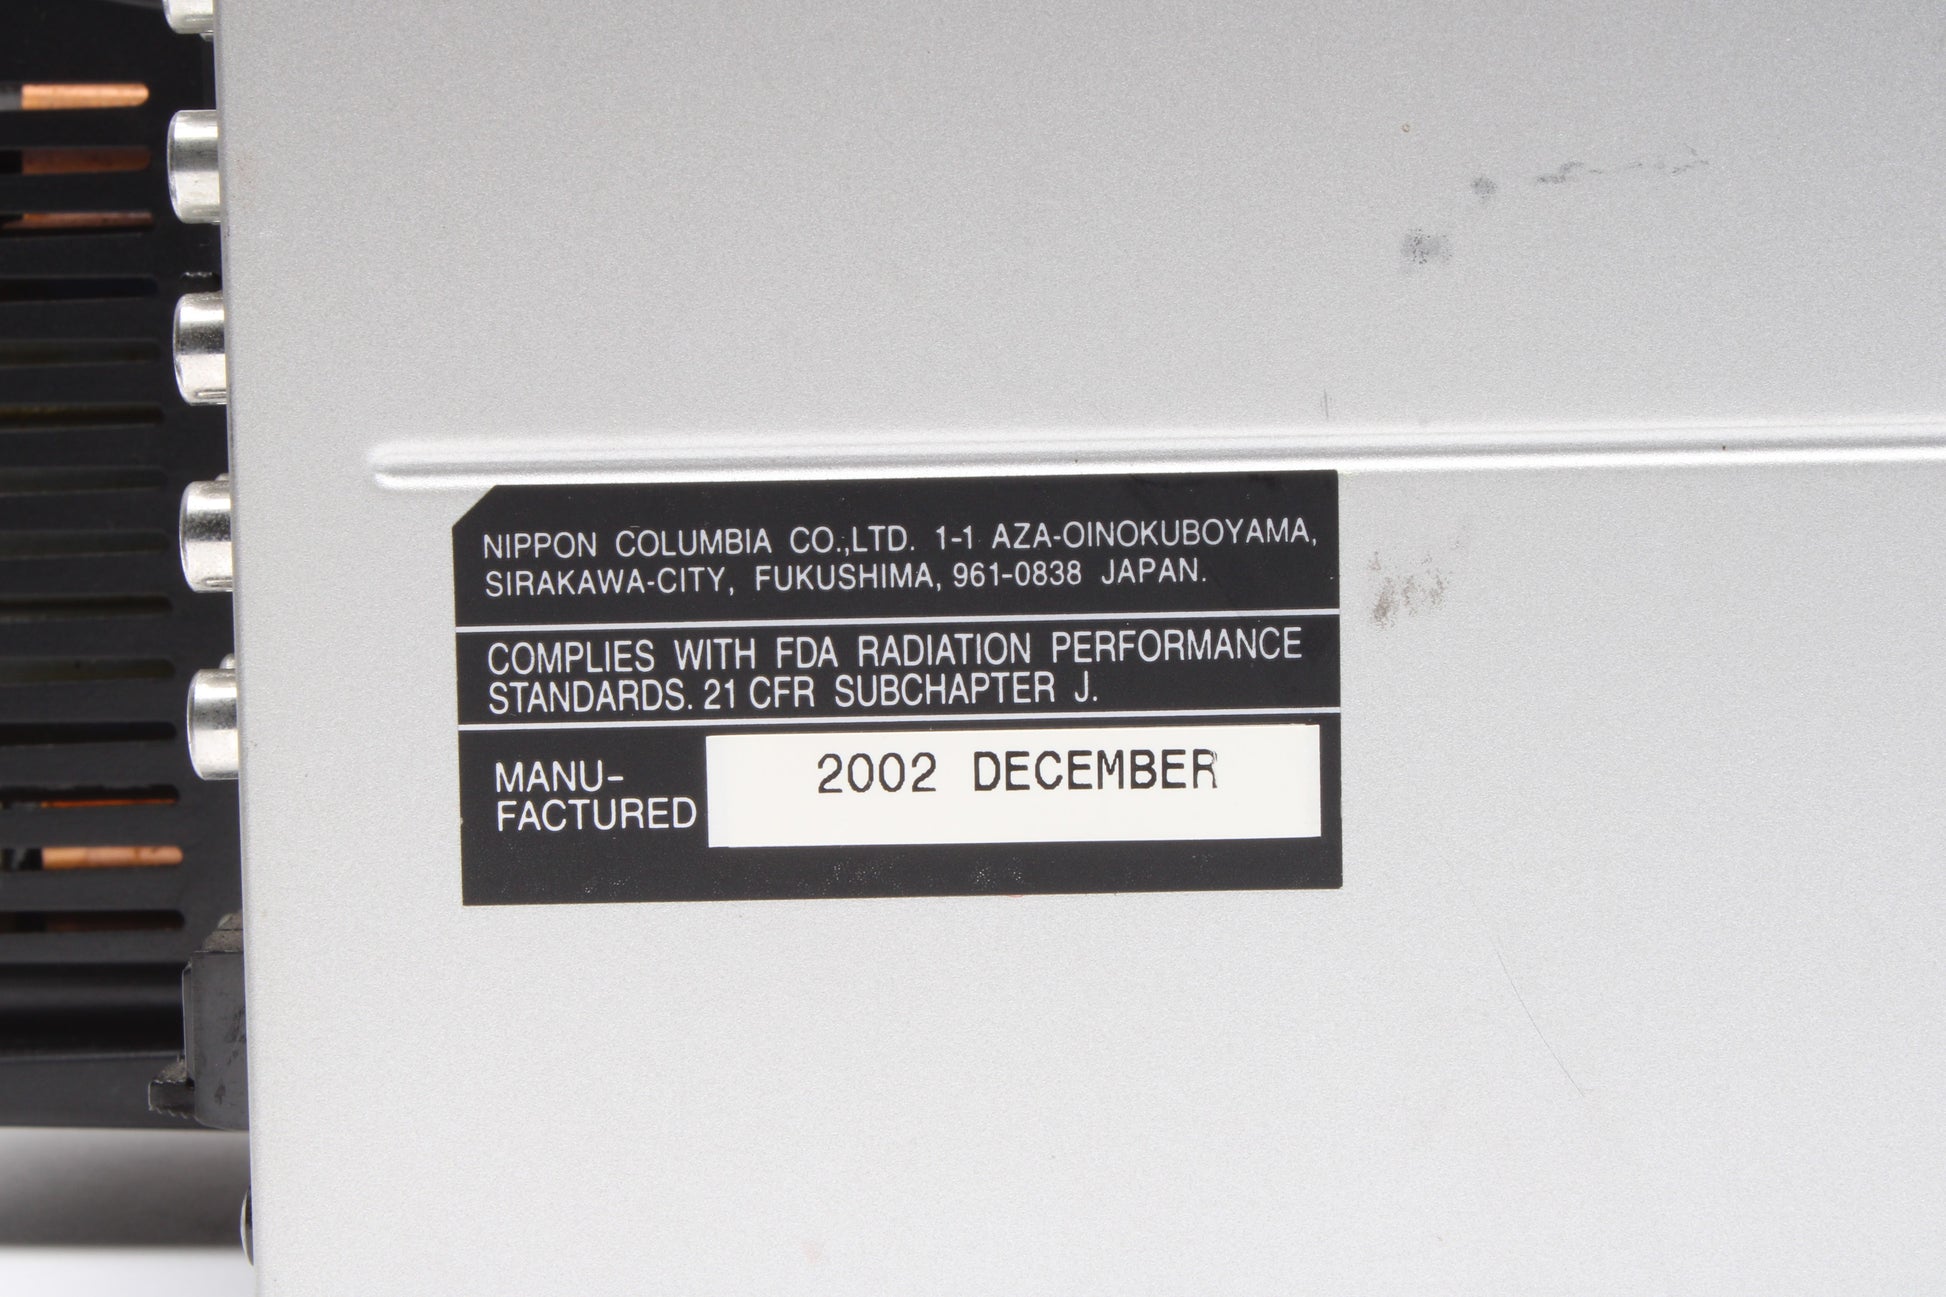 NIPPON COLUMBIA CO.,LTD. 1-1 AZA-OINOKUBOYAMA,
SIRAKAWA-CITY, FUKUSHIMA, 961-0838 JAPAN.
COMPLIES WITH FDA RADIATION PERFORMANCE
STANDARDS. 21 CFR SUBCHAPTER J.
MANU-
FACTURED
2002 DECEMBER